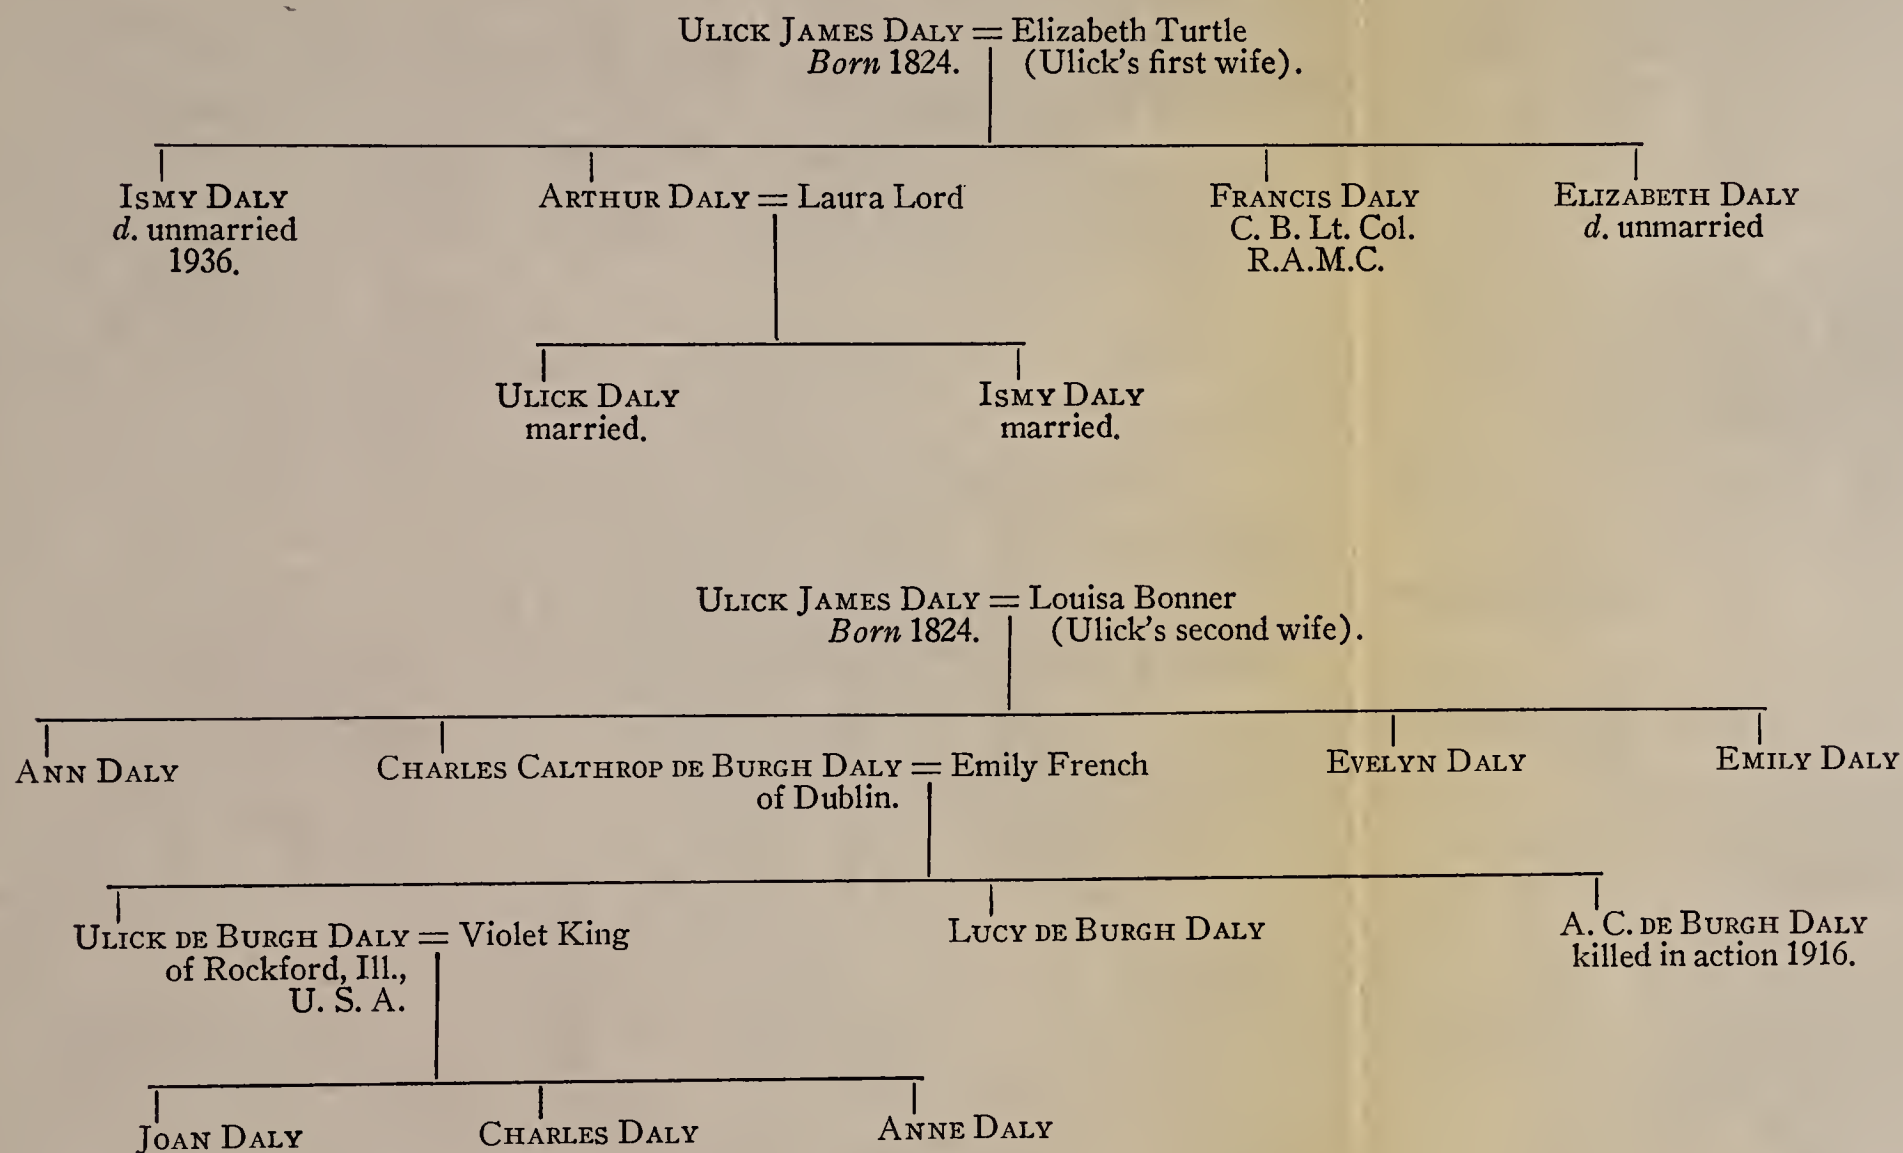 ULICK JAMES DALY = Elizabeth Turtle
Born 1824. (Ulick's first wife).
ISMY DALY
d. unmarried
1936.
ARTHUR DALY = Laura Lord
FRANCIS DALY
C. B. Lt. Col.
R.A.M.C.
ELIZABETH DALY
d. unmarried
ULICK DALY
married.
ISMY DALY
married.
ULICK JAMES DALY = Louisa Bonner
Born 1824. (Ulick's second wife).
ANN DALY
CHARLES CALTHROP DE BURGH DALY = Emily French
of Dublin.
EVELYN DALY
EMILY DALY
ULICK DE BURGH DALY = Violet King
of Rockford, Ill.,
U. S. A.
LUCY DE BURGH DALY
A. C. DE BURGH DALY
killed in action 1916.
JOAN DALY
CHARLES DALY
ANNE DALY